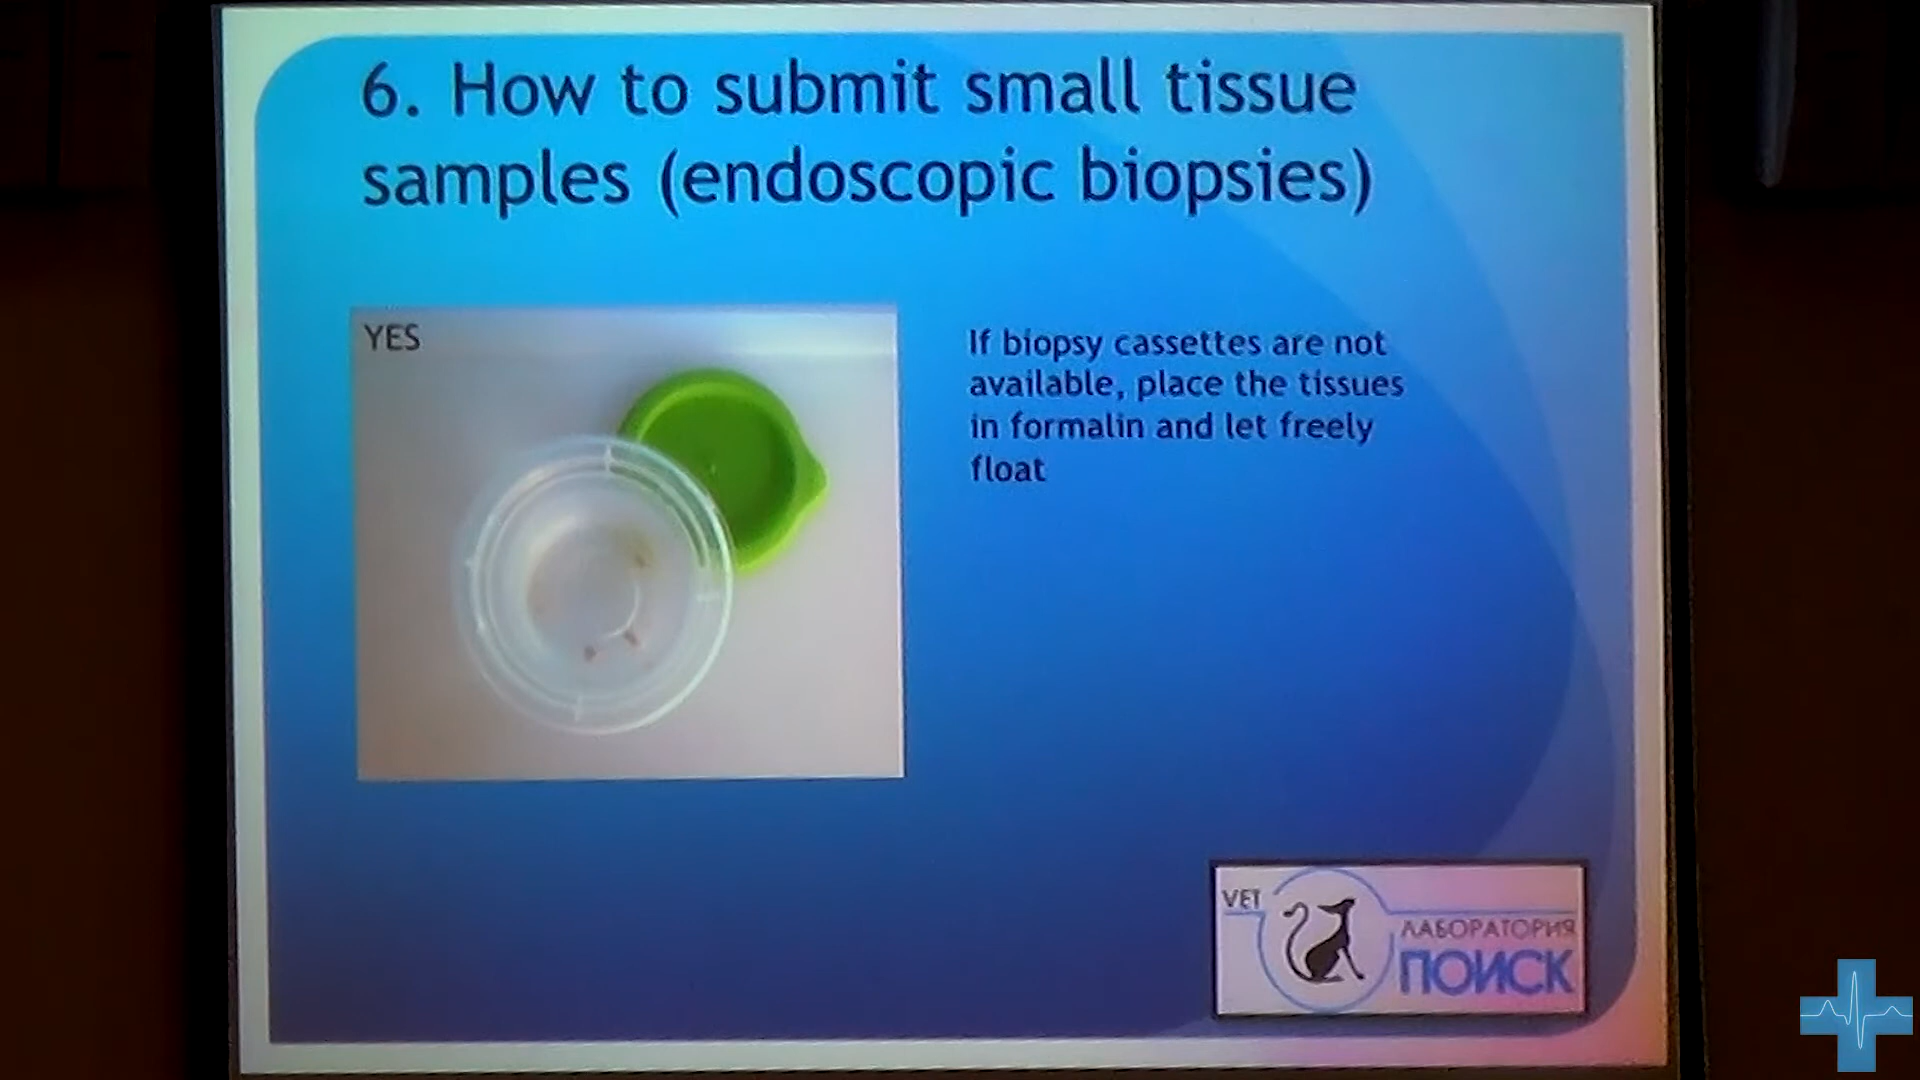 6. How to submit small tissue
samples (endoscopic biopsies)
YES
If biopsy cassettes are not
available, place the tissues
in formalin and let freely
float
VET
ЛАБОРАТОРИЯ
ПОИСК